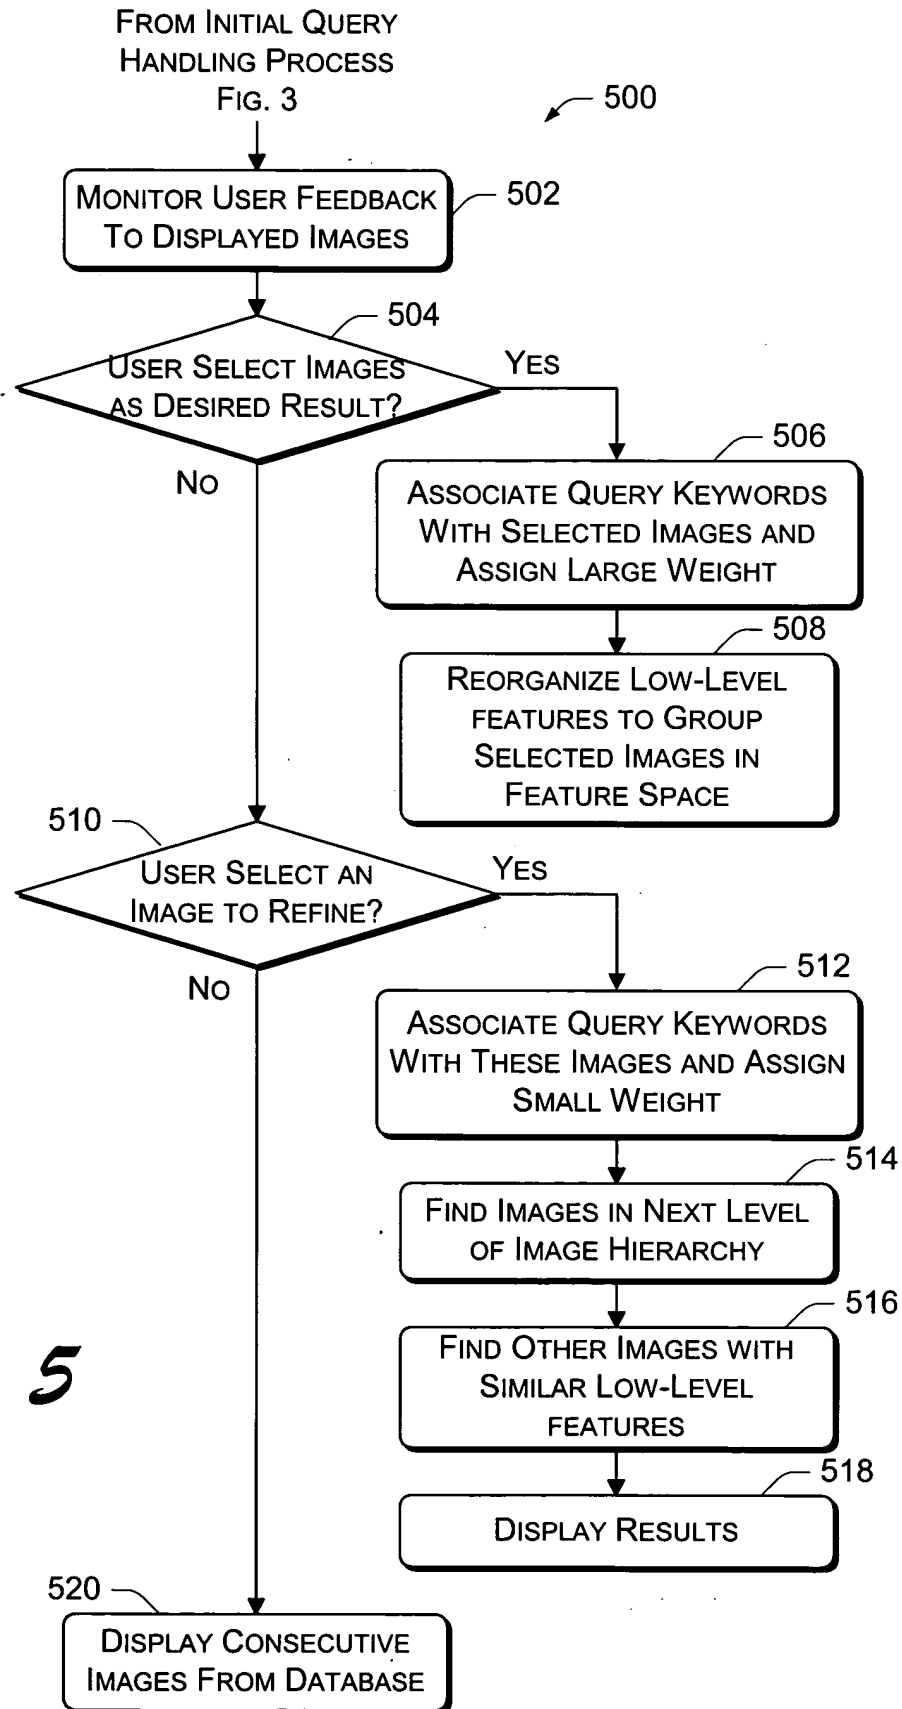 FROM INITIAL QUERY
HANDLING PROCESS
FIG. 3
500
MONITOR USER FEEDBACK
TO DISPLAYED IMAGES
502
504
USER SELECT IMAGES
AS DESIRED RESULT?
YES
NO
506
ASSOCIATE QUERY KEYWORDS
WITH SELECTED IMAGES AND
ASSIGN LARGE WEIGHT
508
REORGANIZE LOW-LEVEL
FEATURES TO GROUP
SELECTED IMAGES IN
FEATURE SPACE
510
USER SELECT AN
IMAGE TO REFINE?
YES
NO
512
ASSOCIATE QUERY KEYWORDS
WITH THESE IMAGES AND ASSIGN
SMALL WEIGHT
514
FIND IMAGES IN NEXT LEVEL
OF IMAGE HIERARCHY
516
FIND OTHER IMAGES WITH
SIMILAR LOW-LEVEL
FEATURES
5
518
DISPLAY RESULTS
520
DISPLAY CONSECUTIVE
IMAGES FROM DATABASE